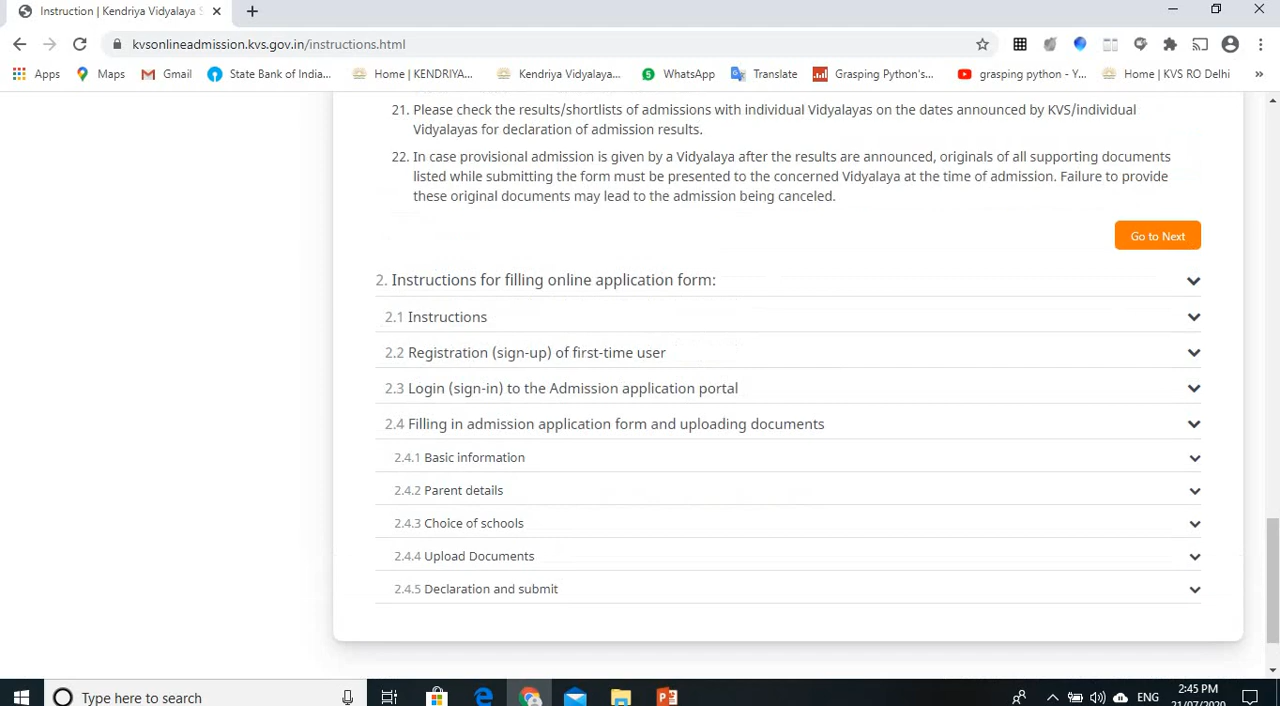 Instruction | Kendriya Vidyalaya S
kvsonlineadmission.kvs.gov.in/instructions.html
Apps Maps Gmail State Bank of India... Home | KENDRIYA... Kendriya Vidyalaya... WhatsApp Translate Grasping Python's... grasping python - Y... Home | KVS RO Delhi »
21. Please check the results/shortlists of admissions with individual Vidyalayas on the dates announced by KVS/individual
Vidyalayas for declaration of admission results.
22. In case provisional admission is given by a Vidyalaya after the results are announced, originals of all supporting documents
listed while submitting the form must be presented to the concerned Vidyalaya at the time of admission. Failure to provide
these original documents may lead to the admission being canceled.
Go to Next
2. Instructions for filling online application form:
2.1 Instructions
2.2 Registration (sign-up) of first-time user
2.3 Login (sign-in) to the Admission application portal
2.4 Filling in admission application form and uploading documents
2.4.1 Basic information
2.4.2 Parent details
2.4.3 Choice of schools
2.4.4 Upload Documents
2.4.5 Declaration and submit
Type here to search
ENG
2:45 PM
21/07/2020